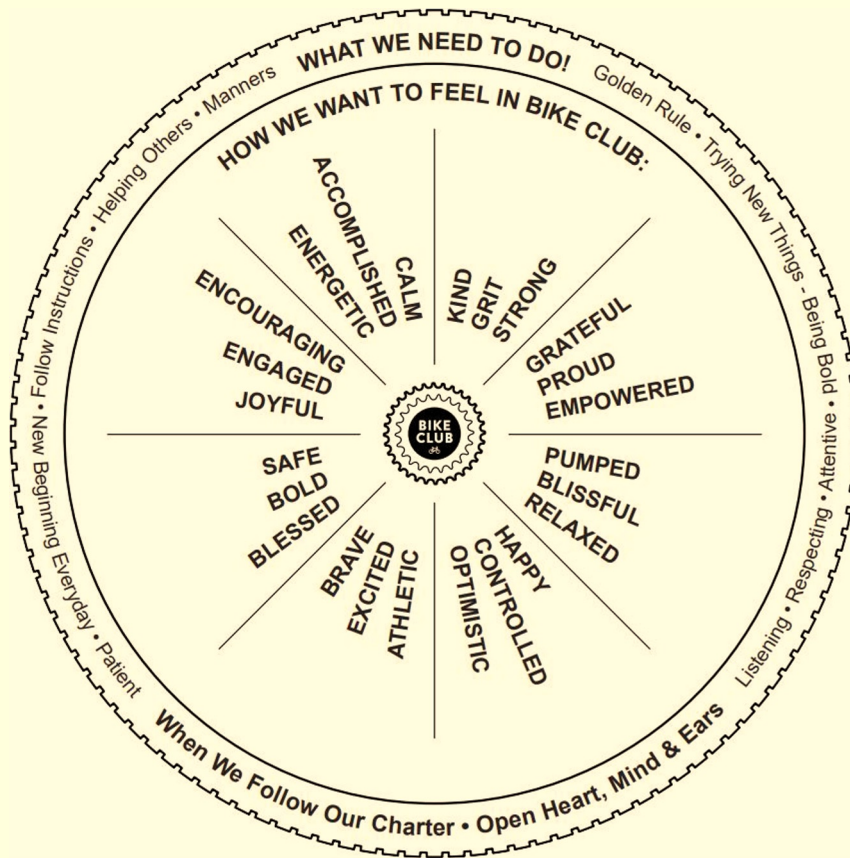 WHAT WE NEED TO DO!
Golden Rule • Trying New Things - Being Bold • Attentive • Respecting • Listening
When We Follow Our Charter • Open Heart, Mind & Ears
Patient • New Beginning Everyday • Follow Instructions • Helping Others • Manners
HOW WE WANT TO FEEL IN BIKE CLUB:
KIND
GRIT
STRONG
GRATEFUL
PROUD
EMPOWERED
PUMPED
BLISSFUL
RELAXED
HAPPY
CONTROLLED
OPTIMISTIC
ATHLETIC
EXCITED
BRAVE
BLESSED
BOLD
SAFE
JOYFUL
ENGAGED
ENCOURAGING
ENERGETIC
ACCOMPLISHED
CALM
BIKE
CLUB